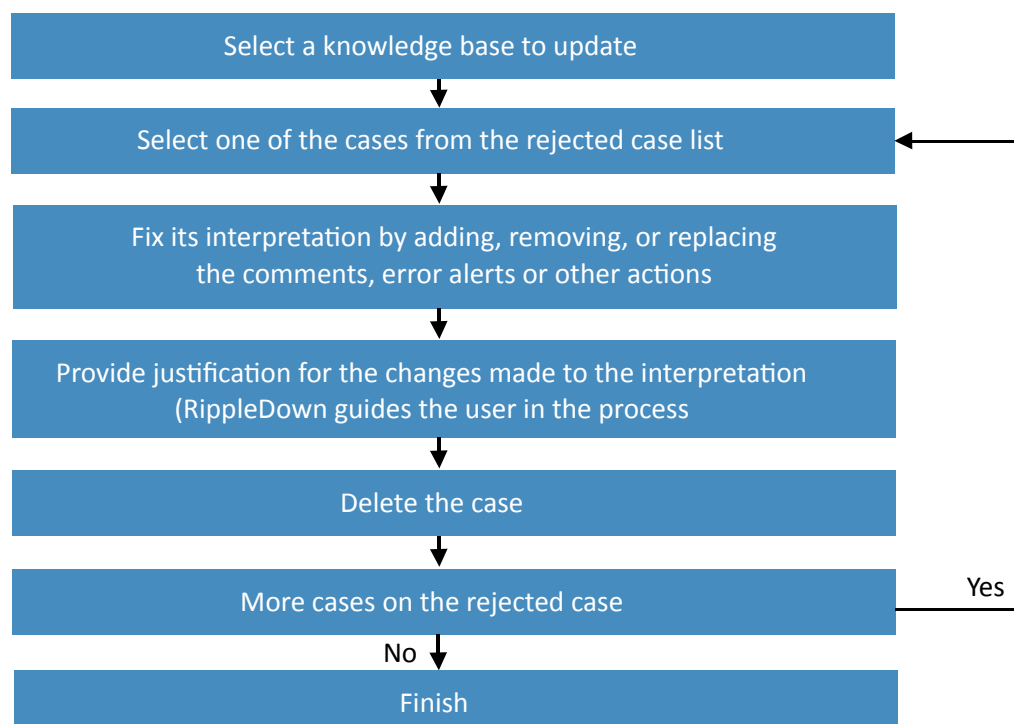 Select a knowledge base to update
Select one of the cases from the rejected case list
Fix its interpretation by adding, removing, or replacing
the comments, error alerts or other actions
Provide justification for the changes made to the interpretation
(RippleDown guides the user in the process
Delete the case
More cases on the rejected case
Yes
No
Finish